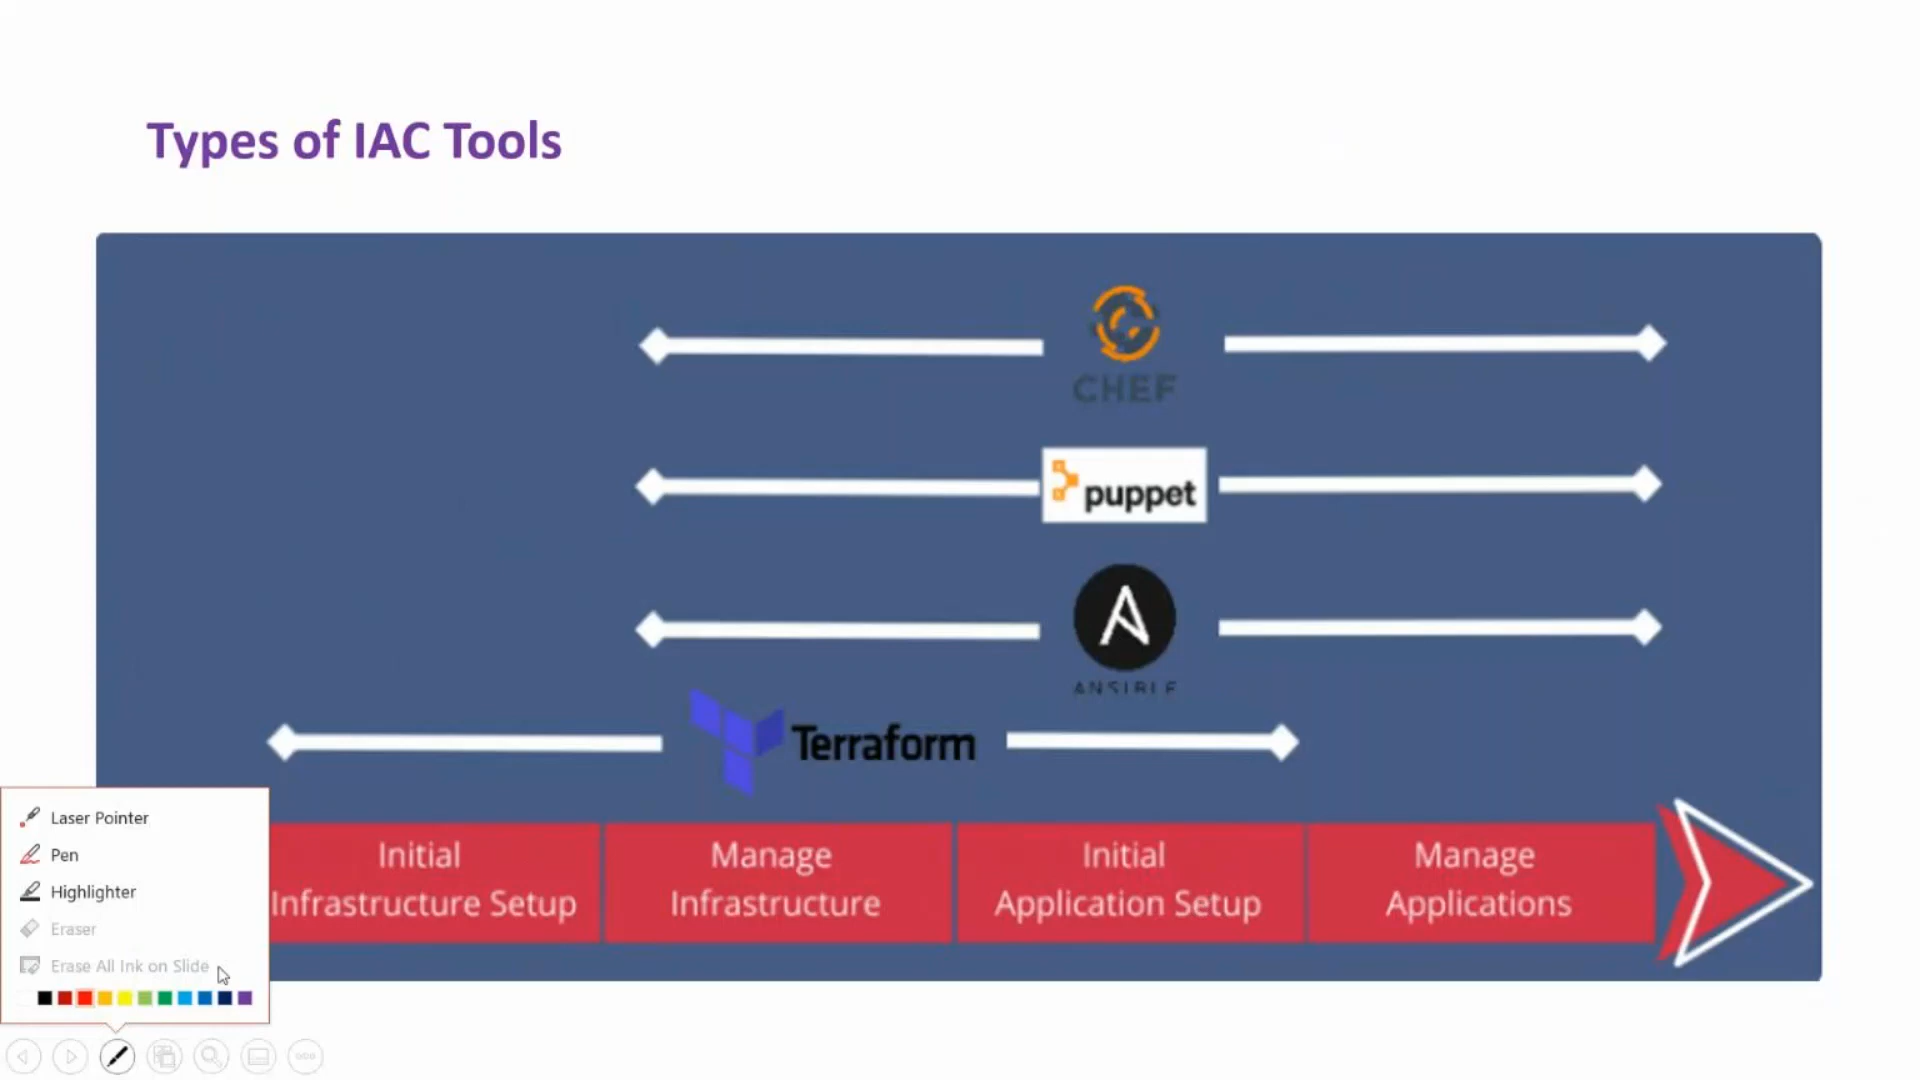 Types of IAC Tools
CHEF
puppet
ANSIBLE
Terraform
Laser Pointer
Pen
Highlighter
Eraser
Erase All Ink on Slide
Initial
Infrastructure Setup
Manage
Infrastructure
Initial
Application Setup
Manage
Applications